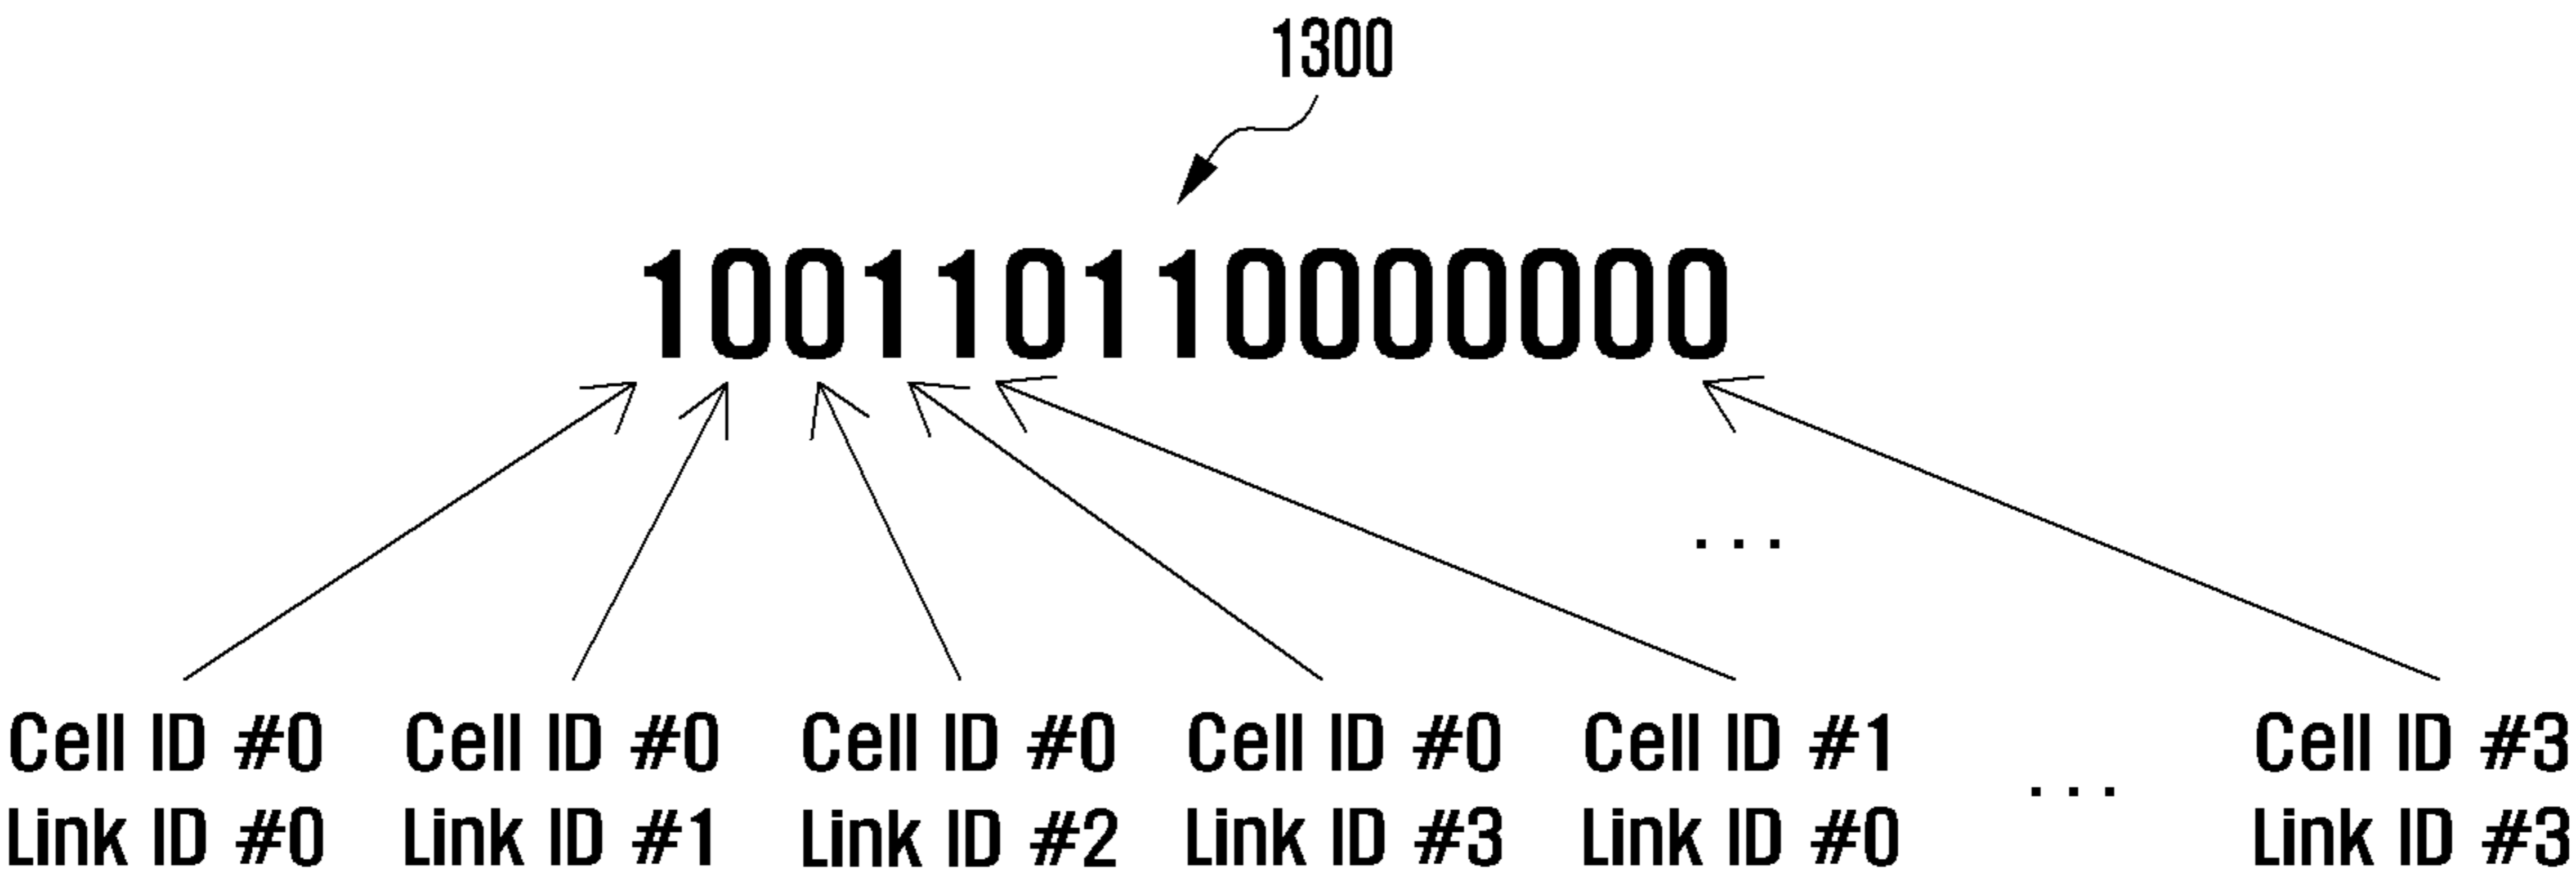 1300
100110110000000
...
Cell ID #0 Cell ID #0 Cell ID #0 Cell ID #0 Cell ID #1 ... Cell ID #3
Link ID #0 Link ID #1 Link ID #2 Link ID #3 Link ID #0 Link ID #3